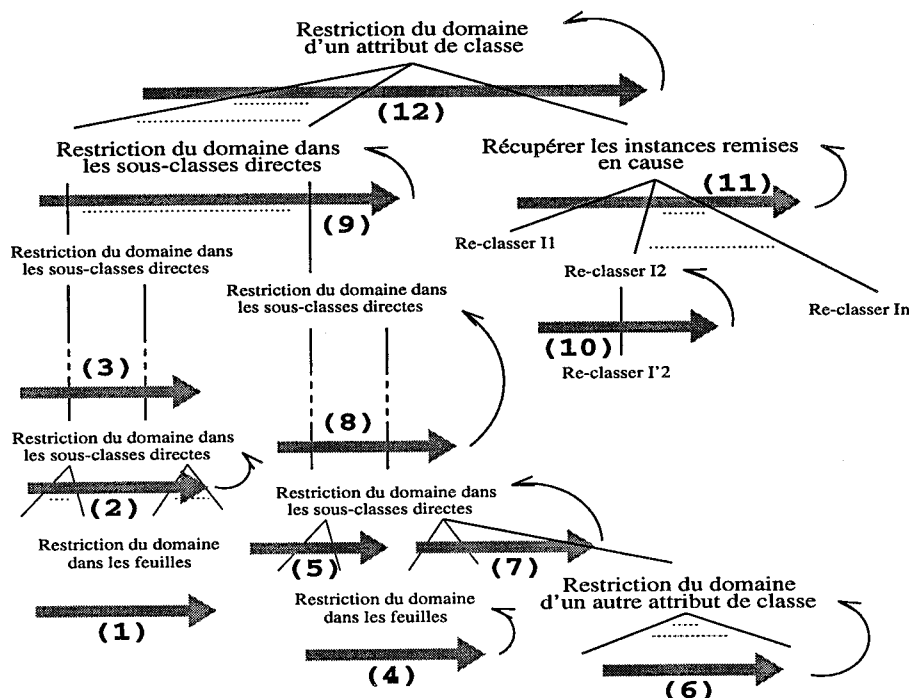 Restriction du domaine
d'un attribut de classe
(12)
Restriction du domaine dans
les sous-classes directes
(9)
Récupérer les instances remises
en cause
(11)
Restriction du domaine dans
les sous-classes directes
Re-classer I1
Re-classer I2
Re-classer In
Restriction du domaine dans
les sous-classes directes
(10)
Re-classer I'2
(3)
(8)
Restriction du domaine dans
les sous-classes directes
(2)
Restriction du domaine dans
les sous-classes directes
(5)
(7)
Restriction du domaine
dans les feuilles
(1)
Restriction du domaine
dans les feuilles
(4)
Restriction du domaine
d'un autre attribut de classe
(6)